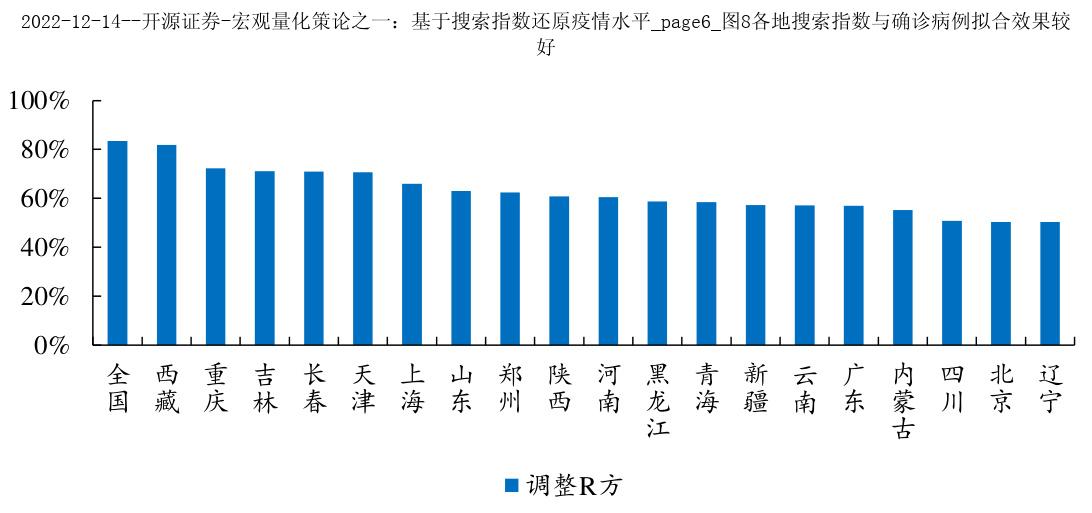 2022-12-14--开源证券-宏观量化策论之一：基于搜索指数还原疫情水平_page6_图8各地搜索指数与确诊病例拟合效果较
好
100%
80%
60%
40%
20%
0%
全国
西藏
重庆
吉林
长春
天津
上海
山东
郑州
陕西
河南
黑龙江
青海
新疆
云南
广东
内蒙古
四川
北京
辽宁
调整R方